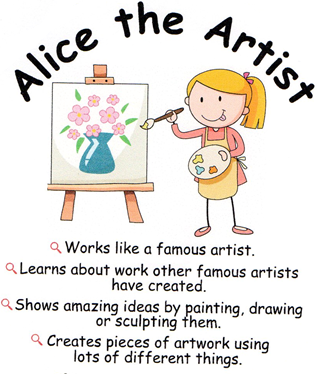 Alice the Artist
Works like a famous artist.
Learns about work other famous artists
have created.
Shows amazing ideas by painting, drawing
or sculpting them.
Creates pieces of artwork using
lots of different things.